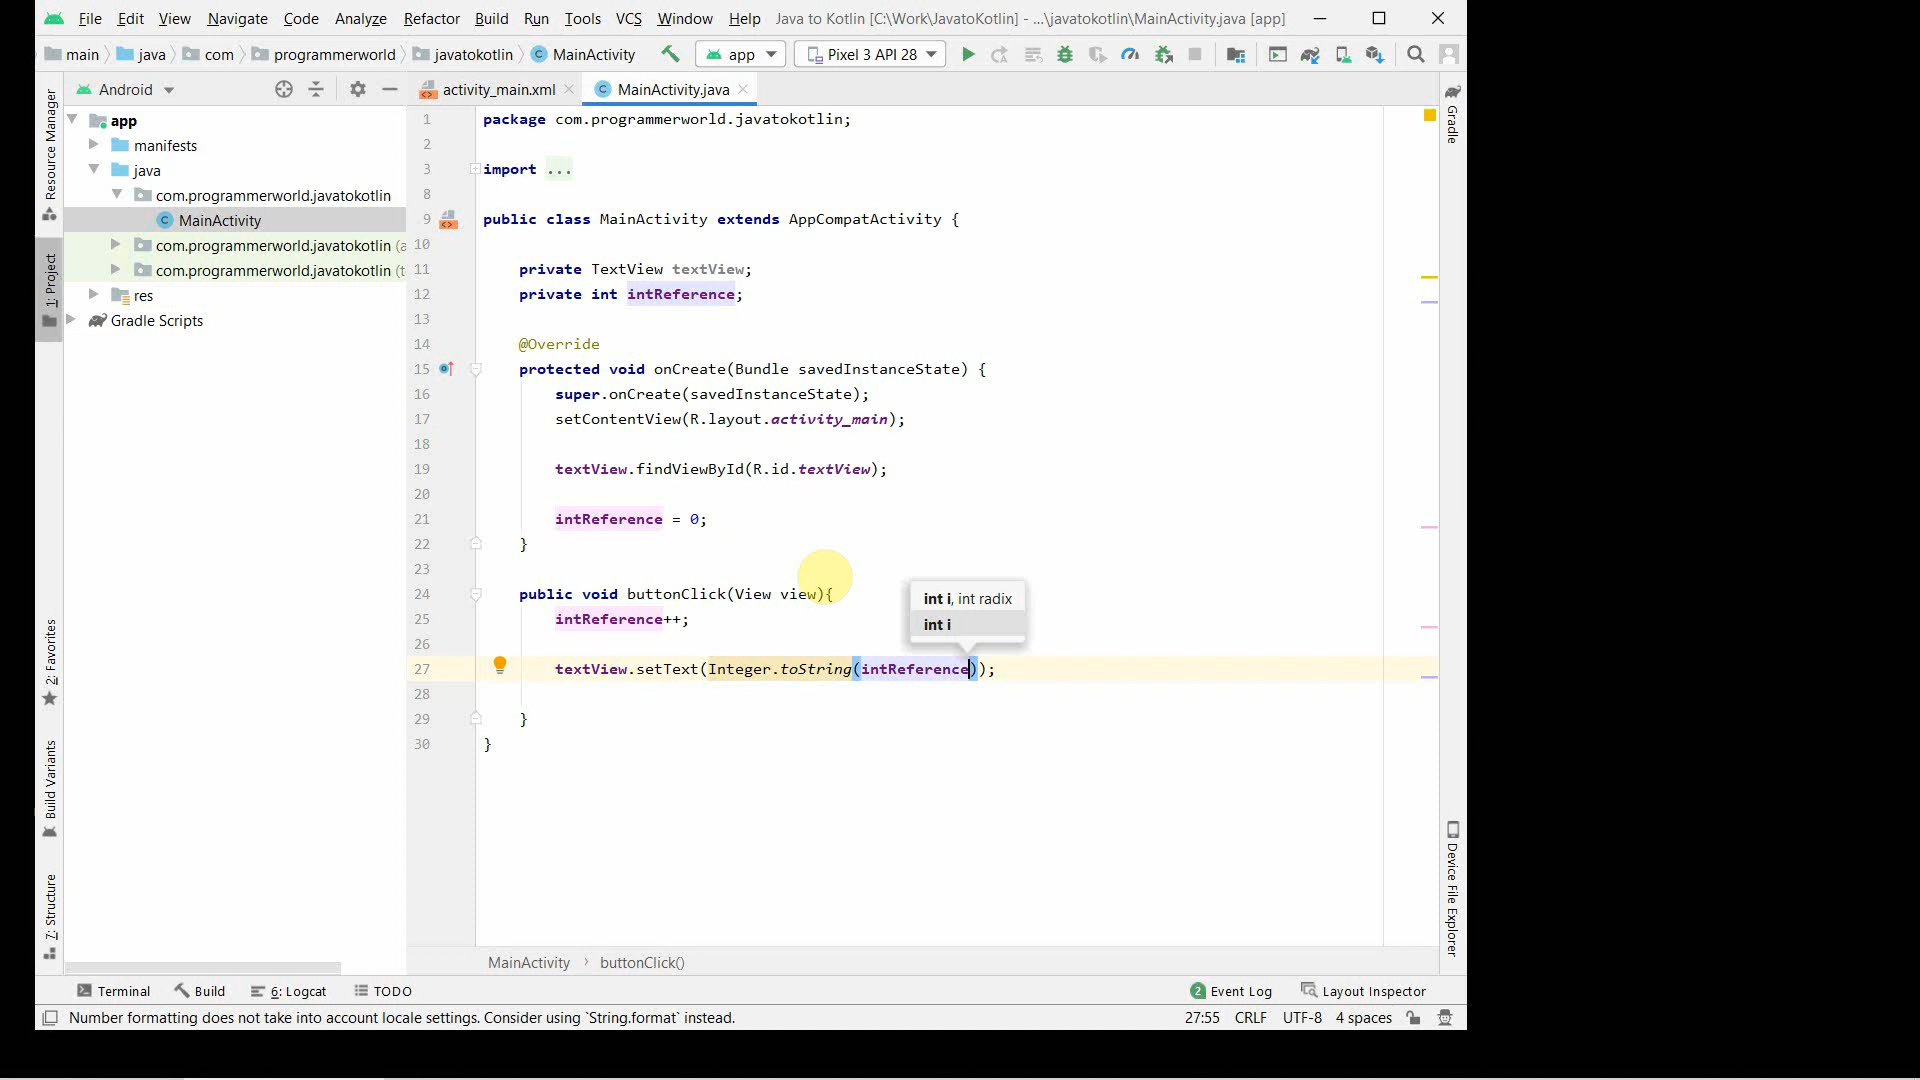 File Edit View Navigate Code Analyze Refactor Build Run Tools VCS Window Help Java to Kotlin [C:\Work\JavatoKotlin] - ...\javatokotlin\MainActivity.java [app]
main java com programmerworld javatokotlin MainActivity app Pixel 3 API 28
Android
activity_main.xml
MainActivity.java
Resource Manager
1: Project
2: Favorites
Build Variants
7: Structure
app
manifests
java
com.programmerworld.javatokotlin
MainActivity
com.programmerworld.javatokotlin (a
com.programmerworld.javatokotlin (t
res
Gradle Scripts
1 package com.programmerworld.javatokotlin;
2
3 import ...
8
9 public class MainActivity extends AppCompatActivity {
10
11 private TextView textView;
12 private int intReference;
13
14 @Override
15 protected void onCreate(Bundle savedInstanceState) {
16 super.onCreate(savedInstanceState);
17 setContentView(R.layout.activity_main);
18
19 textView.findViewById(R.id.textView);
20
21 intReference = 0;
22 }
23
24 public void buttonClick(View view){
25 intReference++;
26
27 textView.setText(Integer.toString(intReference));
28
29 }
30 }
int i, int radix
int i
Gradle
Device File Explorer
MainActivity › buttonClick()
Terminal Build 6: Logcat TODO 2 Event Log Layout Inspector
Number formatting does not take into account locale settings. Consider using `String.format` instead. 27:55 CRLF UTF-8 4 spaces